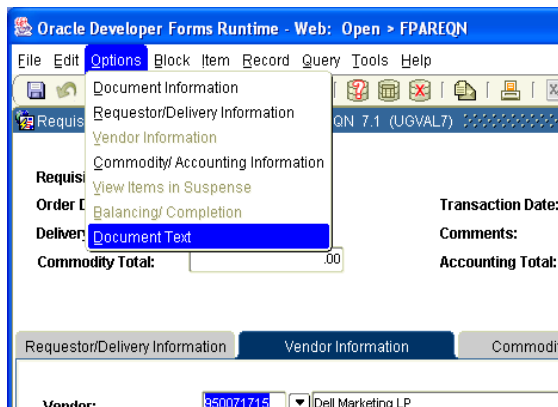 Oracle Developer Forms Runtime - Web: Open > FPAREQN
File Edit Options Block Item Record Query Tools Help
Document Information
Requestor/Delivery Information
Vendor Information
Commodity/ Accounting Information
View Items in Suspense
Balancing/ Completion
Document Text
Requis QN 7.1 (UGVAL7)
Requisi
Order D Transaction Date:
Delivery Comments:
Commodity Total: .00 Accounting Total:
Requestor/Delivery Information Vendor Information Commodi
Vendor: 950071715 Dell Marketing LP